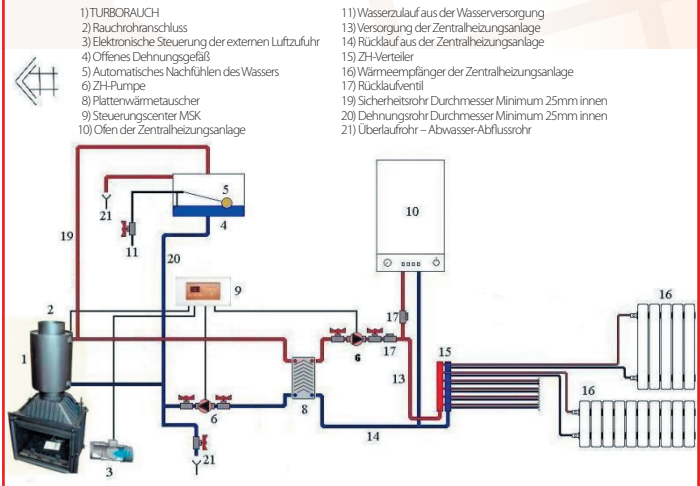 1) TURBORAUCH
2) Rauchrohranschluss
3) Elektronische Steuerung der externen Luftzufuhr
4) Offenes Dehnungsgefäß
5) Automatisches Nachfühlen des Wassers
6) ZH-Pumpe
8) Plattenwärmetauscher
9) Steuerungscenter MSK
10) Ofen der Zentralheizungsanlage
11) Wasserzulauf aus der Wasserversorgung
13) Versorgung der Zentralheizungsanlage
14) Rücklauf aus der Zentralheizungsanlage
15) ZH-Verteiler
16) Wärmeempfänger der Zentralheizungsanlage
17) Rücklaufventil
19) Sicherheitsrohr Durchmesser Minimum 25mm innen
20) Dehnungsrohr Durchmesser Minimum 25mm innen
21) Überlaufrohr – Abwasser-Abflussrohr
5
21
4
10
19
11
20
9
16
2
17
1
6
17
15
13
16
8
6
14
21
3